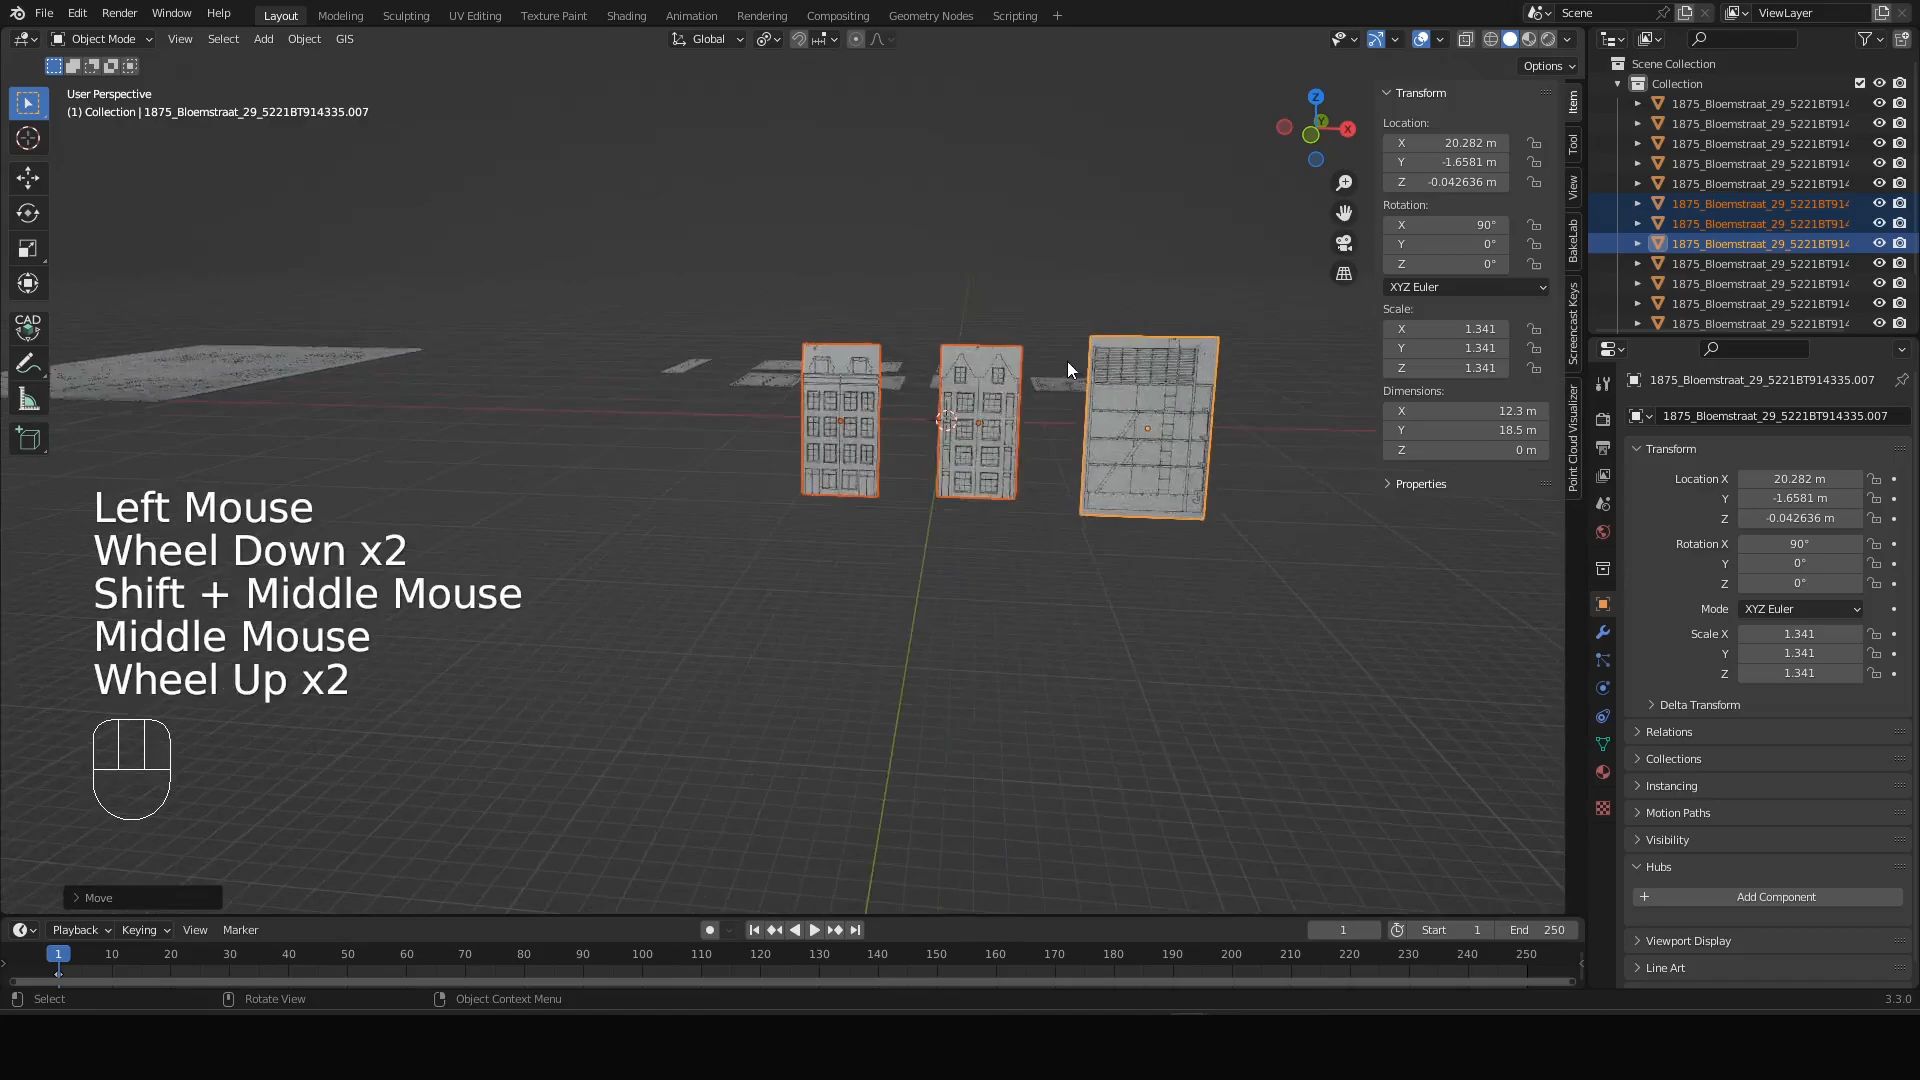 File Edit Render Window Help Layout Modeling Sculpting UV Editing Texture Paint Shading Animation Rendering Compositing Geometry Nodes Scripting + Scene ViewLayer
Object Mode View Select Add Object GIS Global
Options
User Perspective
(1) Collection | 1875_Bloemstraat_29_5221BT914335.007
Z
Y
X
Transform
Location:
X 20.282 m
Y -1.6581 m
Z -0.042636 m
Rotation:
X 90°
Y 0°
Z 0°
XYZ Euler
Scale:
X 1.341
Y 1.341
Z 1.341
Dimensions:
X 12.3 m
Y 18.5 m
Z 0 m
Properties
Item
Tool
View
BakeLab
Screencast Keys
Point Cloud Visualizer
Scene Collection
Collection
1875_Bloemstraat_29_5221BT914
1875_Bloemstraat_29_5221BT914
1875_Bloemstraat_29_5221BT914
1875_Bloemstraat_29_5221BT914
1875_Bloemstraat_29_5221BT914
1875_Bloemstraat_29_5221BT914
1875_Bloemstraat_29_5221BT914
1875_Bloemstraat_29_5221BT914
1875_Bloemstraat_29_5221BT914
1875_Bloemstraat_29_5221BT914
1875_Bloemstraat_29_5221BT914
1875_Bloemstraat_29_5221BT914
1875_Bloemstraat_29_5221BT914335.007
1875_Bloemstraat_29_5221BT914335.007
Transform
Location X 20.282 m
Y -1.6581 m
Z -0.042636 m
Rotation X 90°
Y 0°
Z 0°
Mode XYZ Euler
Scale X 1.341
Y 1.341
Z 1.341
Delta Transform
Relations
Collections
Instancing
Motion Paths
Visibility
Hubs
+ Add Component
Viewport Display
Line Art
CAD
Left Mouse
Wheel Down x2
Shift + Middle Mouse
Middle Mouse
Wheel Up x2
Move
Playback Keying View Marker 1 Start 1 End 250
1 10 20 30 40 50 60 70 80 90 100 110 120 130 140 150 160 170 180 190 200 210 220 230 240 250
Select Rotate View Object Context Menu 3.3.0